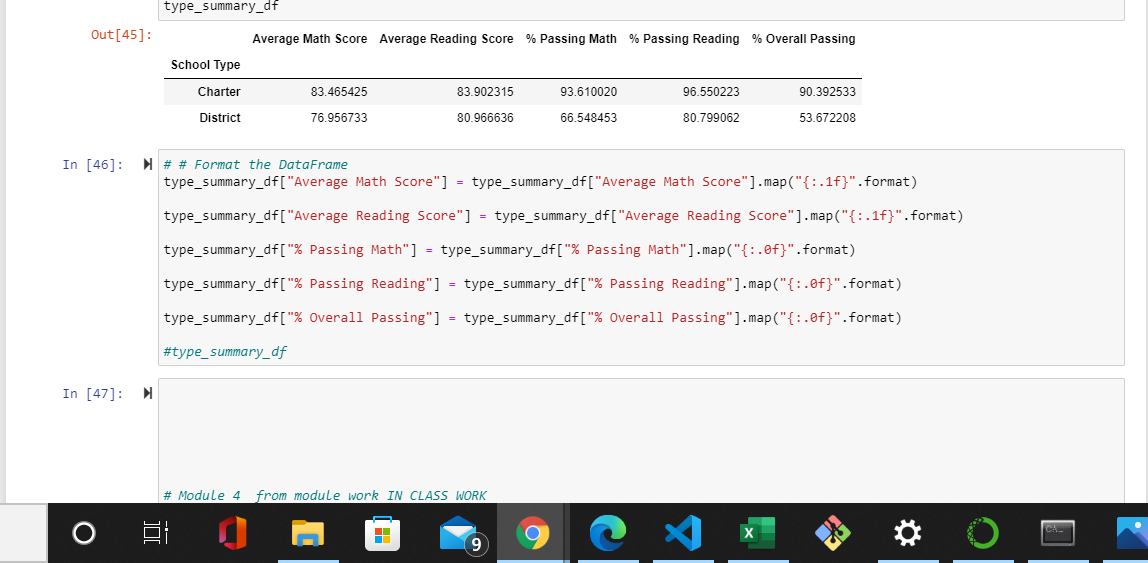 type_summary_df
Out[45]:
Average Math Score Average Reading Score % Passing Math % Passing Reading % Overall Passing
School Type
Charter 83.465425 83.902315 93.610020 96.550223 90.392533
District 76.956733 80.966636 66.548453 80.799062 53.672208
In [46]:
# # Format the DataFrame
type_summary_df["Average Math Score"] = type_summary_df["Average Math Score"].map("{:.1f}".format)
type_summary_df["Average Reading Score"] = type_summary_df["Average Reading Score"].map("{:.1f}".format)
type_summary_df["% Passing Math"] = type_summary_df["% Passing Math"].map("{:.0f}".format)
type_summary_df["% Passing Reading"] = type_summary_df["% Passing Reading"].map("{:.0f}".format)
type_summary_df["% Overall Passing"] = type_summary_df["% Overall Passing"].map("{:.0f}".format)
#type_summary_df
In [47]:
# Module 4  from module work IN CLASS WORK
9
X